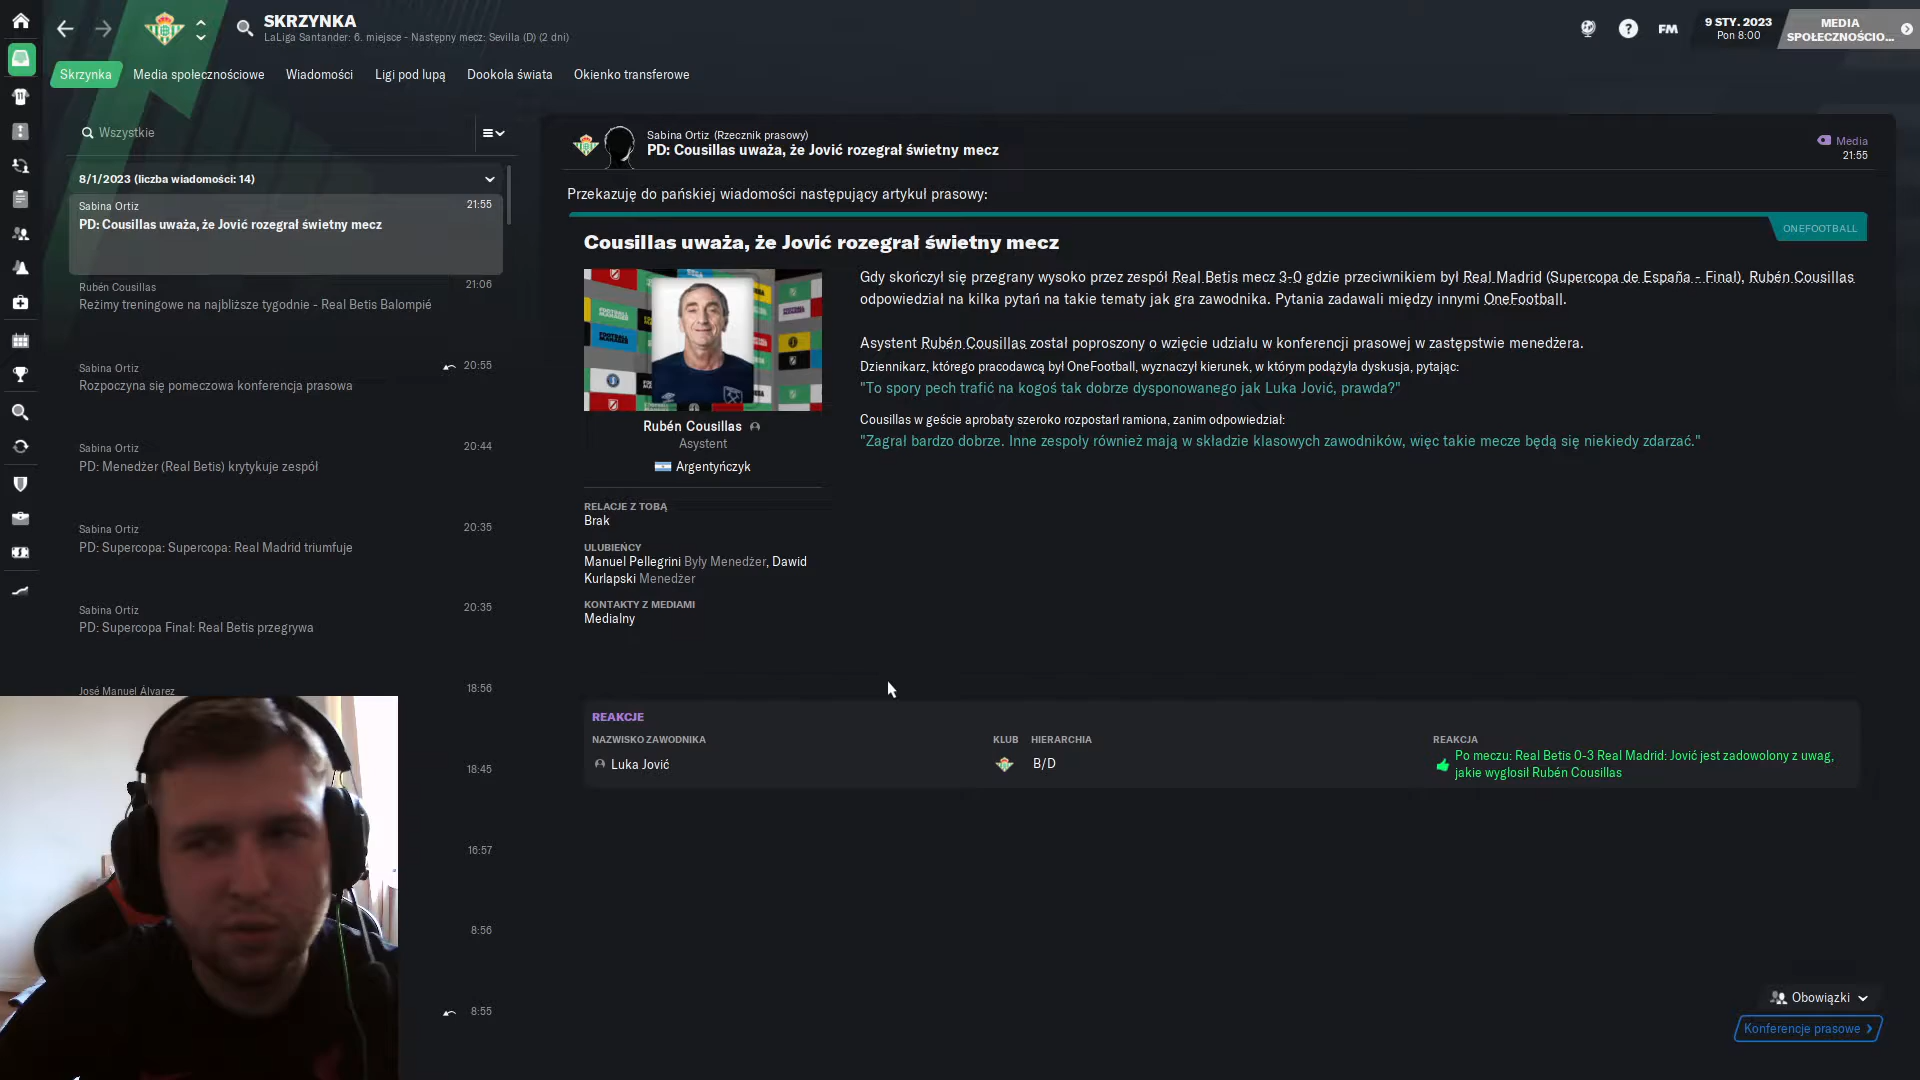 SKRZYNKA
LaLiga Santander: 6. miejsce - Następny mecz: Sevilla (D) (2 dni)
FM
9 STY. 2023
Pon 8:00
MEDIA
SPOŁECZNOŚCIO...
Skrzynka
Media społecznościowe
Wiadomości
Ligi pod lupą
Dookoła świata
Okienko transferowe
Wszystkie
8/1/2023 (liczba wiadomości: 14)
Sabina Ortiz
21:55
PD: Cousillas uważa, że Jović rozegrał świetny mecz
Rubén Cousillas
21:06
Reżimy treningowe na najbliższe tygodnie - Real Betis Balompié
Sabina Ortiz
20:55
Rozpoczyna się pomeczowa konferencja prasowa
Sabina Ortiz
20:44
PD: Menedżer (Real Betis) krytykuje zespół
Sabina Ortiz
20:35
PD: Supercopa: Supercopa: Real Madrid triumfuje
Sabina Ortiz
20:35
PD: Supercopa Finał: Real Betis przegrywa
José Manuel Álvarez
18:56
18:45
16:57
8:56
8:55
Sabina Ortiz (Rzecznik prasowy)
PD: Cousillas uważa, że Jović rozegrał świetny mecz
Media
21:55
Przekazuję do pańskiej wiadomości następujący artykuł prasowy:
ONEFOOTBALL
Cousillas uważa, że Jović rozegrał świetny mecz
Gdy skończył się przegrany wysoko przez zespół Real Betis mecz 3-0 gdzie przeciwnikiem był Real Madrid (Supercopa de España - Finał), Rubén Cousillas
odpowiedział na kilka pytań na takie tematy jak gra zawodnika. Pytania zadawali między innymi OneFootball.
Asystent Rubén Cousillas został poproszony o wzięcie udziału w konferencji prasowej w zastępstwie menedżera.
Dziennikarz, którego pracodawcą był OneFootball, wyznaczył kierunek, w którym podążyła dyskusja, pytając:
"To spory pech trafić na kogoś tak dobrze dysponowanego jak Luka Jović, prawda?"
Cousillas w geście aprobaty szeroko rozpostarł ramiona, zanim odpowiedział:
"Zagrał bardzo dobrze. Inne zespoły również mają w składzie klasowych zawodników, więc takie mecze będą się niekiedy zdarzać."
Rubén Cousillas
Asystent
Argentyńczyk
RELACJE Z TOBĄ
Brak
ULUBIEŃCY
Manuel Pellegrini Były Menedżer, Dawid
Kurlapski Menedżer
KONTAKTY Z MEDIAMI
Medialny
REAKCJE
NAZWISKO ZAWODNIKA
KLUB
HIERARCHIA
REAKCJA
Luka Jović
B/D
Po meczu: Real Betis 0-3 Real Madrid: Jović jest zadowolony z uwag,
jakie wygłosił Rubén Cousillas
Obowiązki
Konferencje prasowe